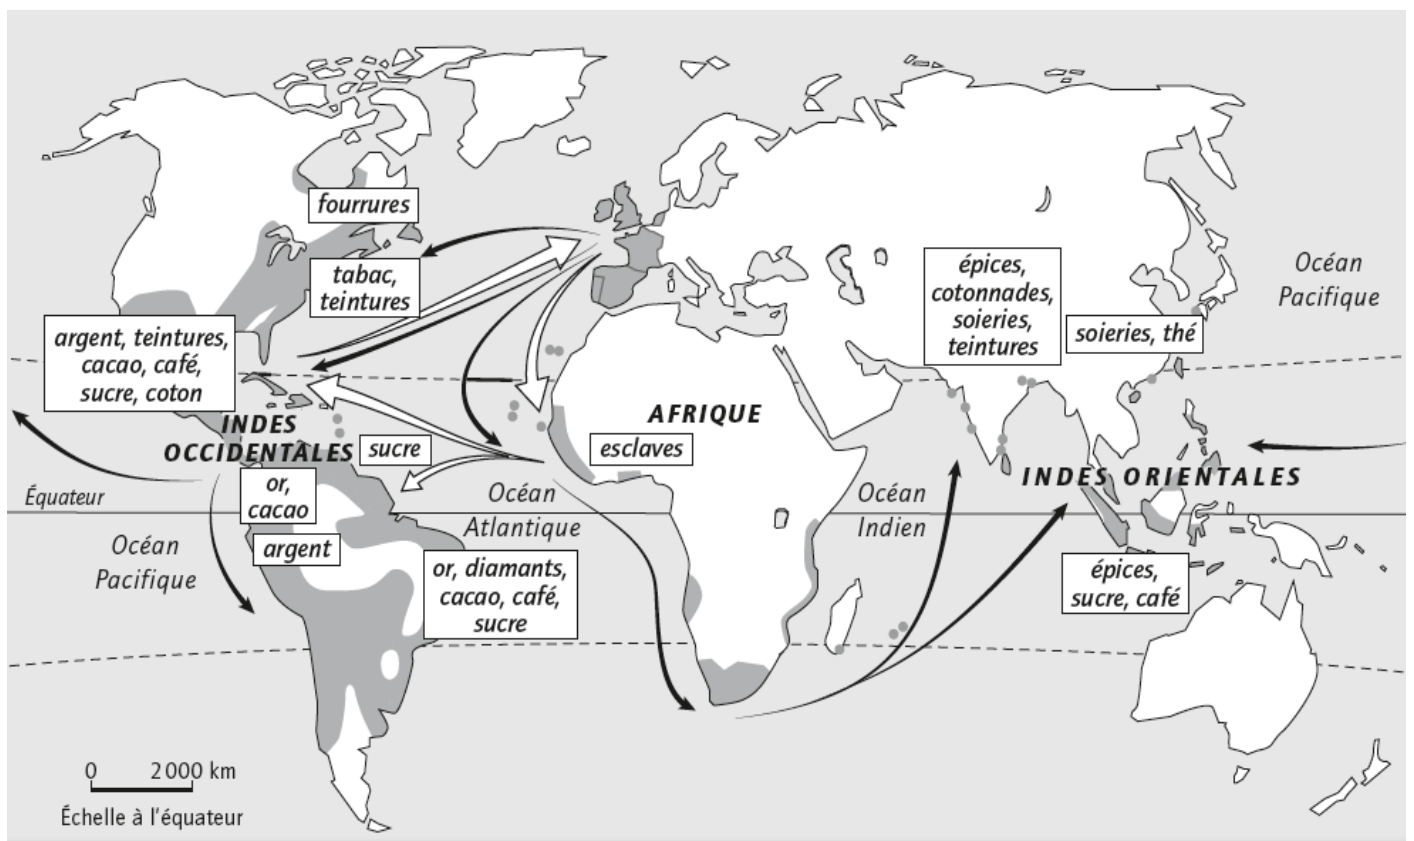 fourrures
tabac,
teintures
argent, teintures,
cacao, café,
sucre, coton
INDES
OCCIDENTALES
sucre
or,
cacao
argent
or, diamants,
cacao, café,
sucre
AFRIQUE
esclaves
épices,
cotonnades,
soieries,
teintures
soieries, thé
Océan
Pacifique
INDES ORIENTALES
épices,
sucre, café
Océan
Indien
Océan
Atlantique
Équateur
Océan
Pacifique
0 2 000 km
Échelle à l'équateur